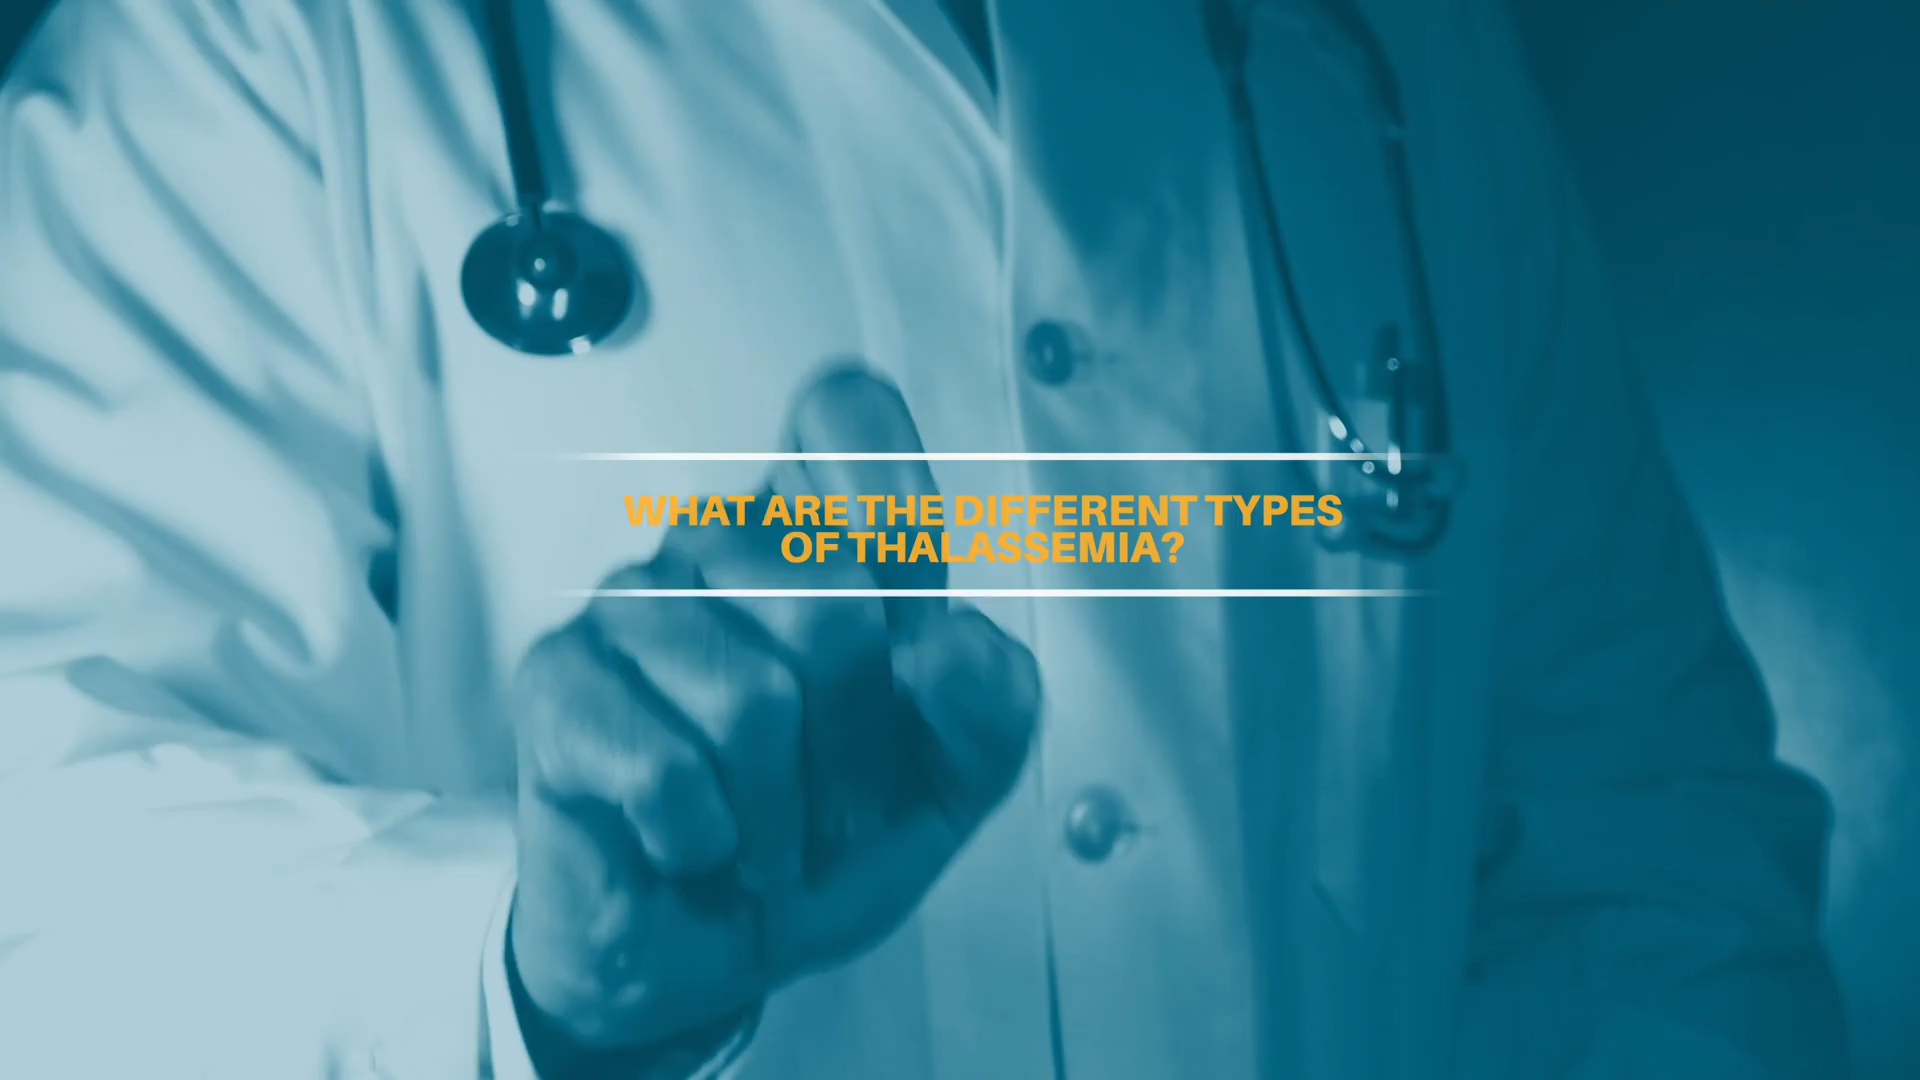 WHAT ARE THE DIFFERENT TYPES
OF THALASSEMIA?